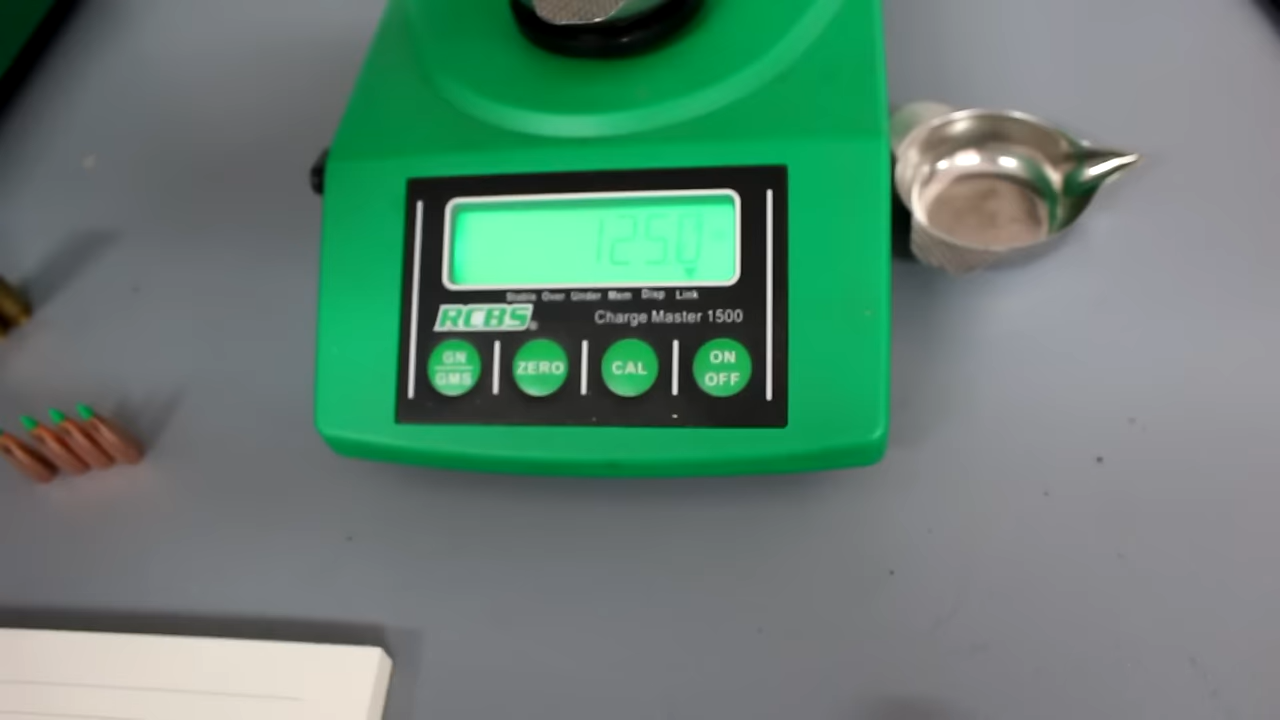 1250
Stable Over Under Mem Disp Link
RCBS
Charge Master 1500
GN
GMS
ZERO
CAL
ON
OFF